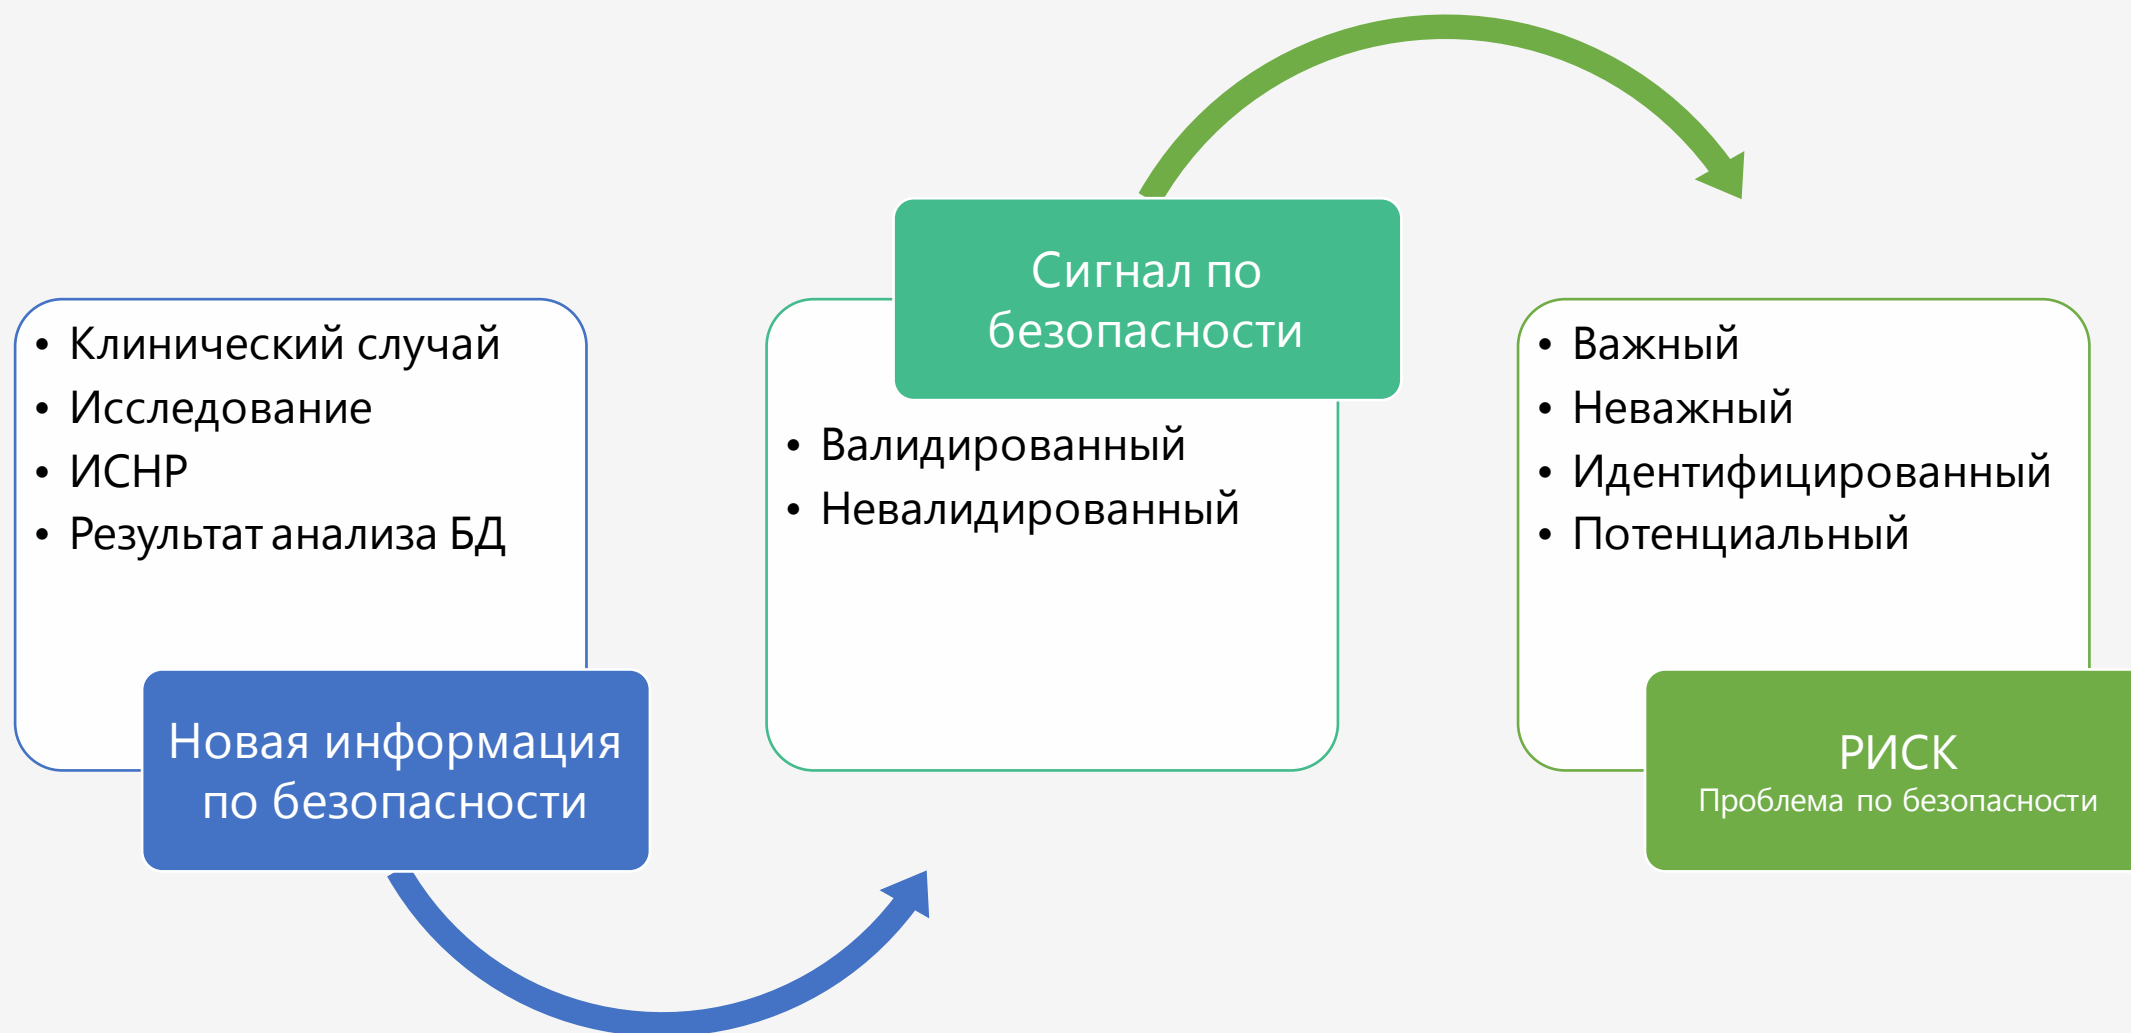 • Клинический случай
• Исследование
• ИСНР
• Результат анализа БД
Новая информация
по безопасности
Сигнал по
безопасности
• Валидированный
• Невалидированный
• Важный
• Неважный
• Идентифицированный
• Потенциальный
РИСК
Проблема по безопасности